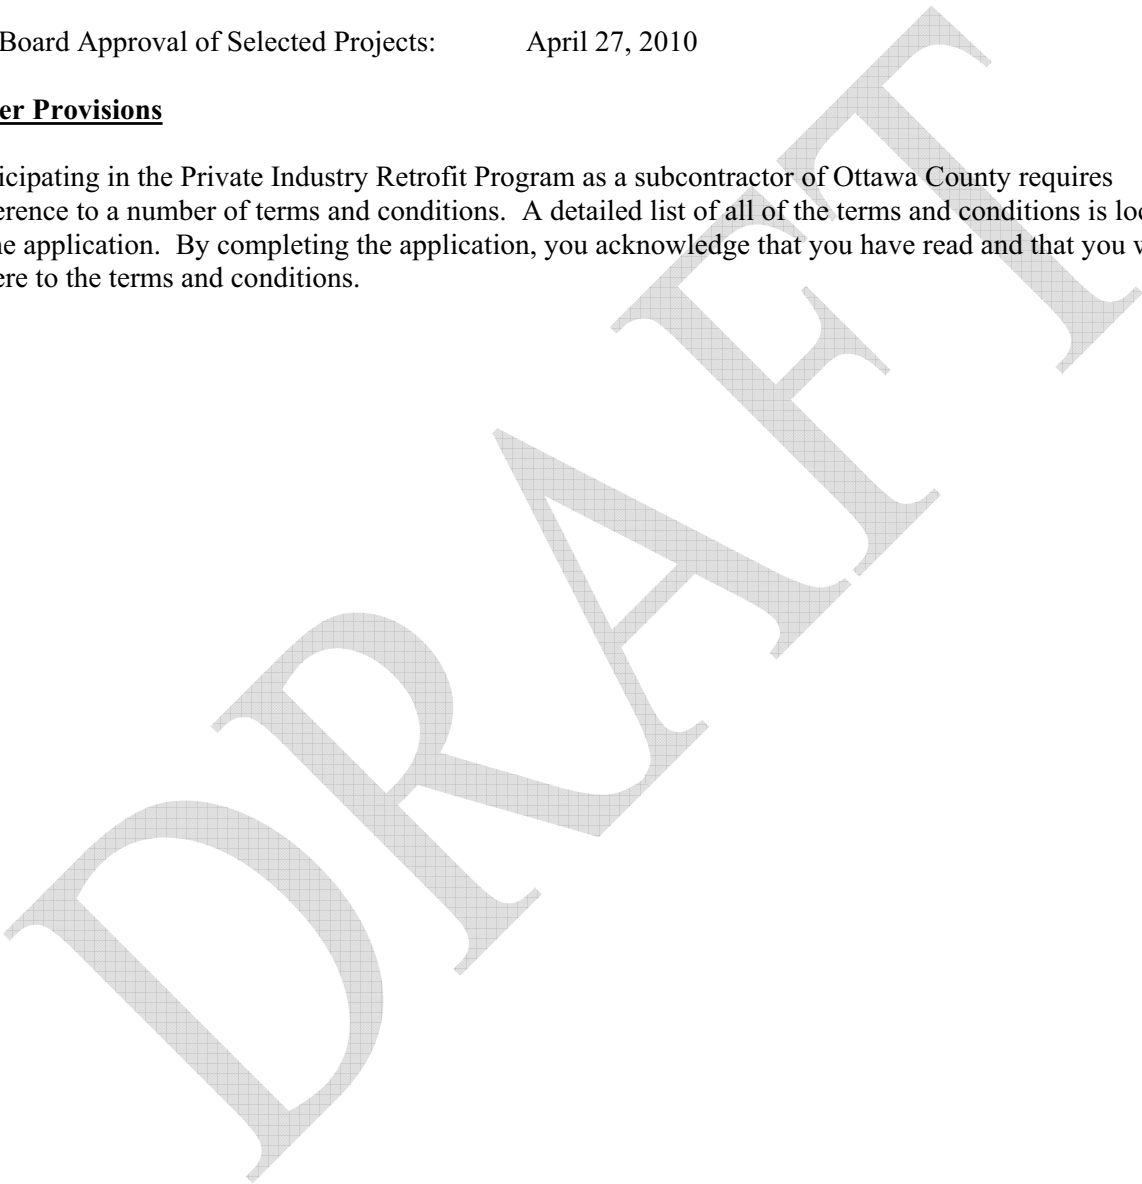 Board Approval of Selected Projects: April 27, 2010
er Provisions
icipating in the Private Industry Retrofit Program as a subcontractor of Ottawa County requires
erence to a number of terms and conditions. A detailed list of all of the terms and conditions is loc
ne application. By completing the application, you acknowledge that you have read and that you w
ere to the terms and conditions.
DRAFT